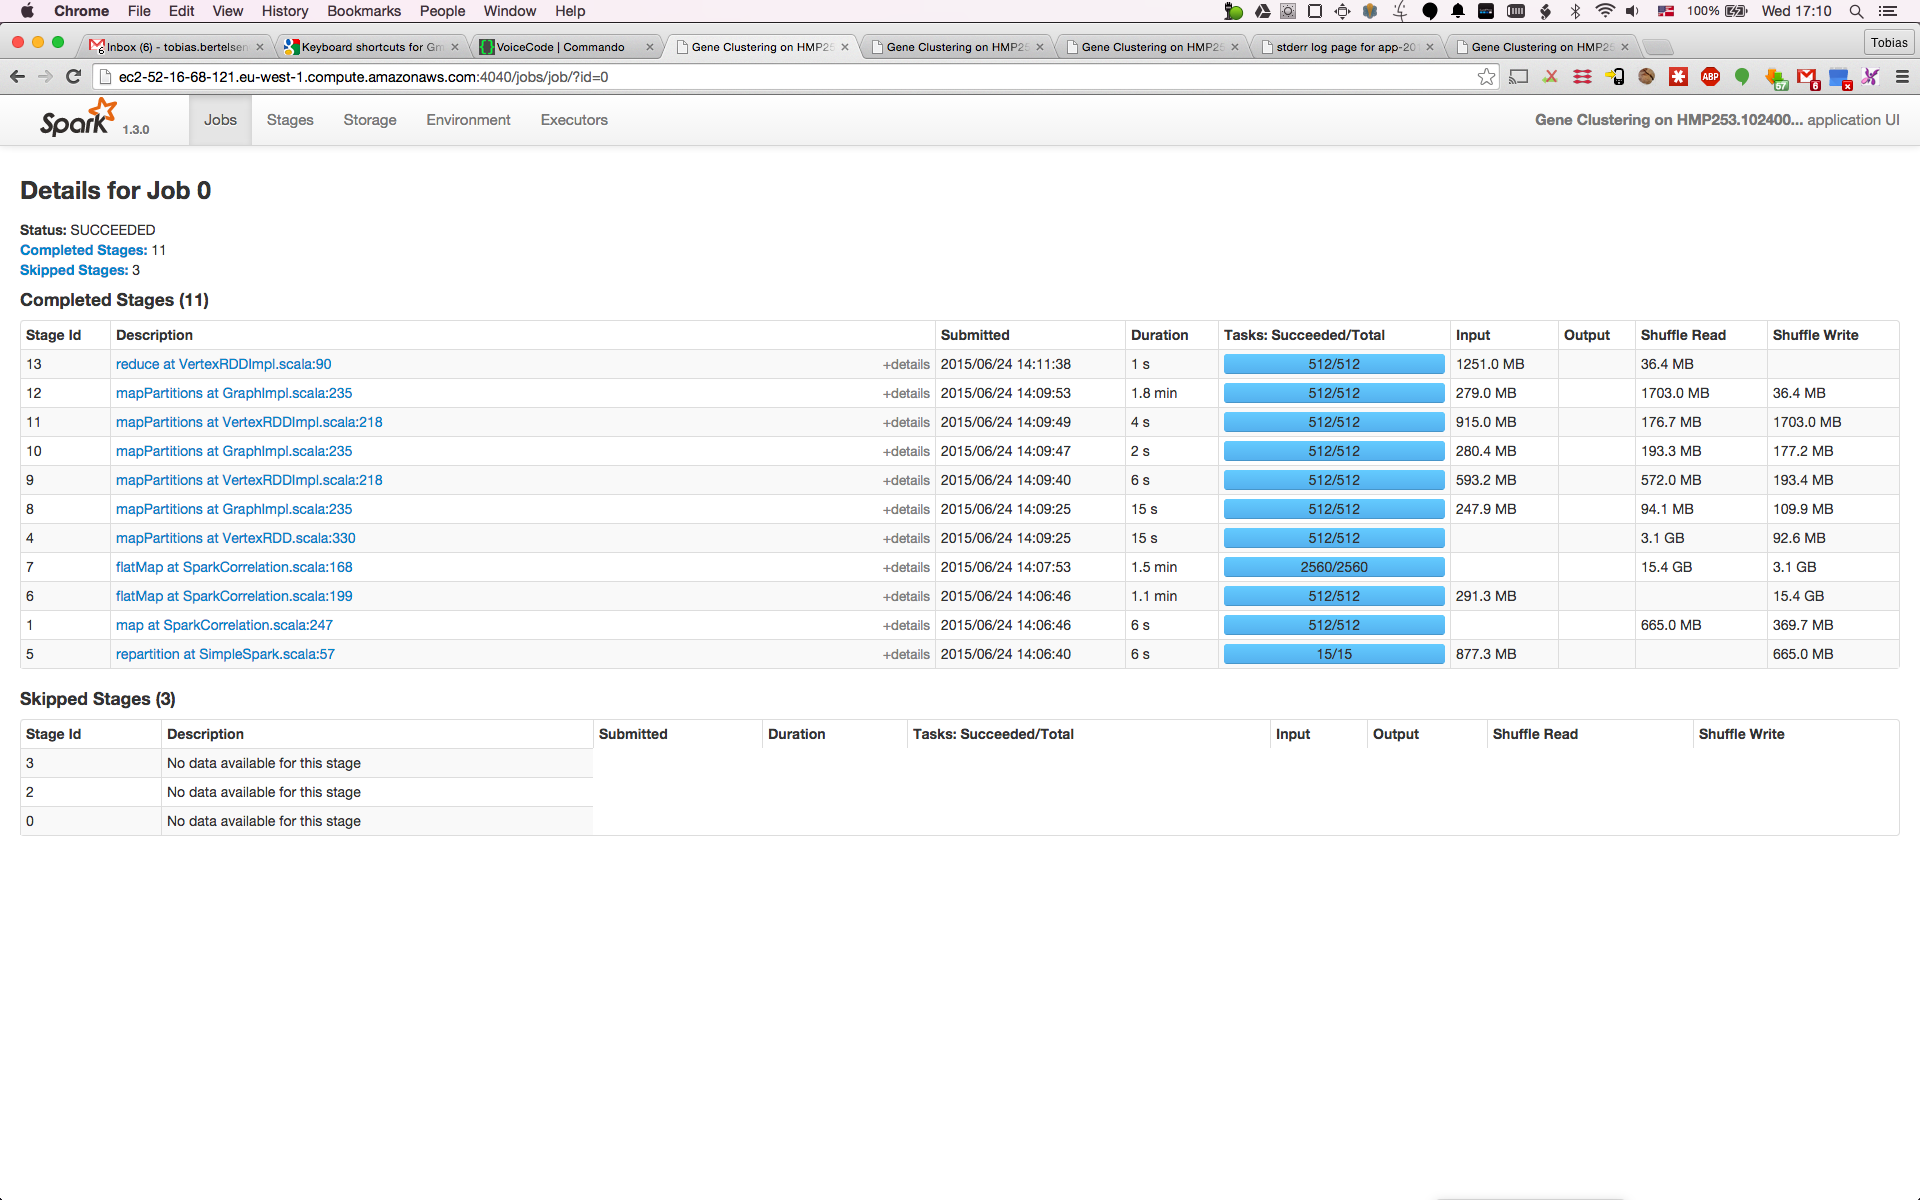 Chrome File Edit View History Bookmarks People Window Help 100% Wed 17:10
Inbox (6) - tobias.bertelsen Keyboard shortcuts for Gm VoiceCode | Commando Gene Clustering on HMP25 Gene Clustering on HMP25 Gene Clustering on HMP25 stderr log page for app-20 Gene Clustering on HMP25 Tobias
ec2-52-16-68-121.eu-west-1.compute.amazonaws.com:4040/jobs/job/?id=0
Spark 1.3.0 Jobs Stages Storage Environment Executors Gene Clustering on HMP253.102400... application UI
Details for Job 0
Status: SUCCEEDED
Completed Stages: 11
Skipped Stages: 3
Completed Stages (11)
Stage Id Description Submitted Duration Tasks: Succeeded/Total Input Output Shuffle Read Shuffle Write
13 reduce at VertexRDDImpl.scala:90 +details 2015/06/24 14:11:38 1 s 512/512 1251.0 MB 36.4 MB
12 mapPartitions at GraphImpl.scala:235 +details 2015/06/24 14:09:53 1.8 min 512/512 279.0 MB 1703.0 MB 36.4 MB
11 mapPartitions at VertexRDDImpl.scala:218 +details 2015/06/24 14:09:49 4 s 512/512 915.0 MB 176.7 MB 1703.0 MB
10 mapPartitions at GraphImpl.scala:235 +details 2015/06/24 14:09:47 2 s 512/512 280.4 MB 193.3 MB 177.2 MB
9 mapPartitions at VertexRDDImpl.scala:218 +details 2015/06/24 14:09:40 6 s 512/512 593.2 MB 572.0 MB 193.4 MB
8 mapPartitions at GraphImpl.scala:235 +details 2015/06/24 14:09:25 15 s 512/512 247.9 MB 94.1 MB 109.9 MB
4 mapPartitions at VertexRDD.scala:330 +details 2015/06/24 14:09:25 15 s 512/512 3.1 GB 92.6 MB
7 flatMap at SparkCorrelation.scala:168 +details 2015/06/24 14:07:53 1.5 min 2560/2560 15.4 GB 3.1 GB
6 flatMap at SparkCorrelation.scala:199 +details 2015/06/24 14:06:46 1.1 min 512/512 291.3 MB 15.4 GB
1 map at SparkCorrelation.scala:247 +details 2015/06/24 14:06:46 6 s 512/512 665.0 MB 369.7 MB
5 repartition at SimpleSpark.scala:57 +details 2015/06/24 14:06:40 6 s 15/15 877.3 MB 665.0 MB
Skipped Stages (3)
Stage Id Description Submitted Duration Tasks: Succeeded/Total Input Output Shuffle Read Shuffle Write
3 No data available for this stage
2 No data available for this stage
0 No data available for this stage